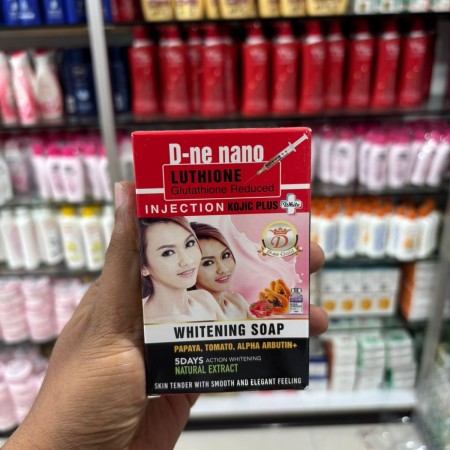 D-ne nano
LUTHIONE
Glutathione Reduced
INJECTION KOJIC PLUS White
D
WHITENING SOAP
PAPAYA, TOMATO, ALPHA ARBUTIN+
5DAYS ACTION WHITENING
NATURAL EXTRACT
SKIN TENDER WITH SMOOTH AND ELEGANT FEELING